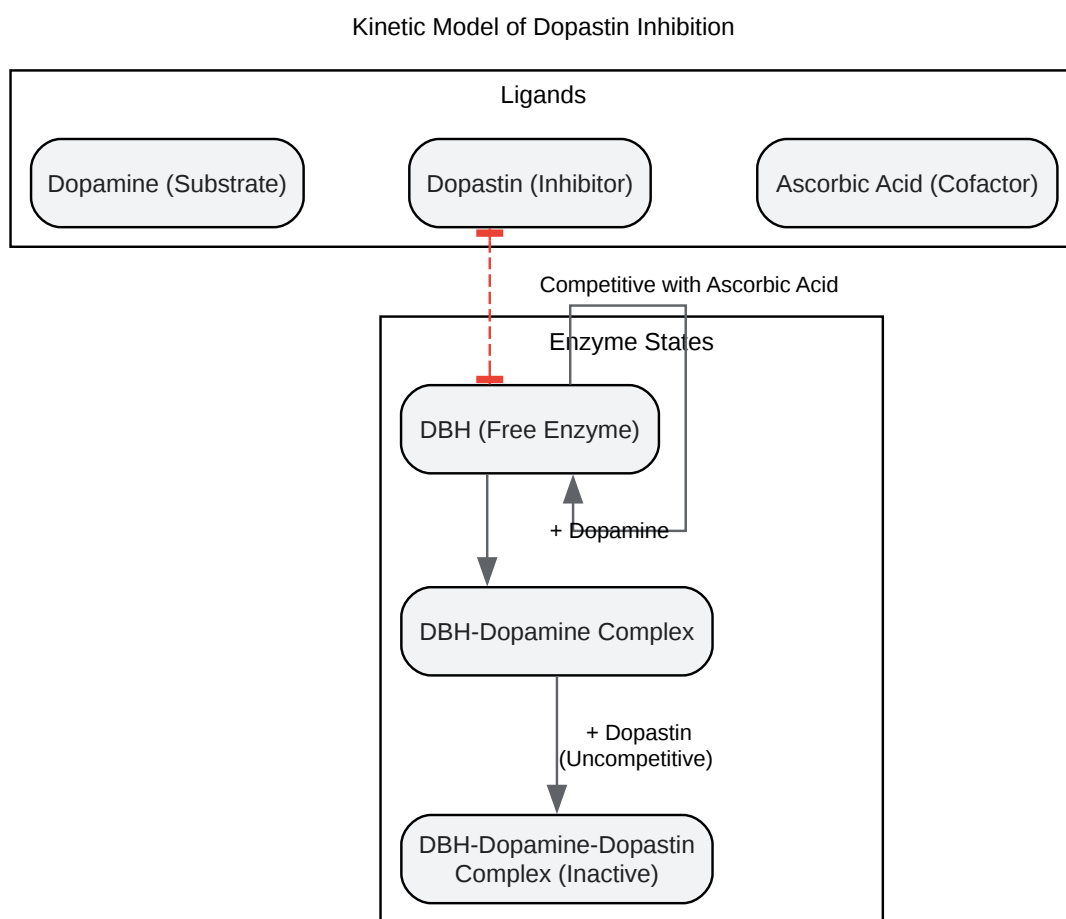 Kinetic Model of Dopastin Inhibition
Ligands
Dopamine (Substrate)
Dopastin (Inhibitor)
Ascorbic Acid (Cofactor)
Competitive with Ascorbic Acid
Enzyme States
DBH (Free Enzyme)
+ Dopamine
DBH-Dopamine Complex
+ Dopastin
(Uncompetitive)
DBH-Dopamine-Dopastin
Complex (Inactive)